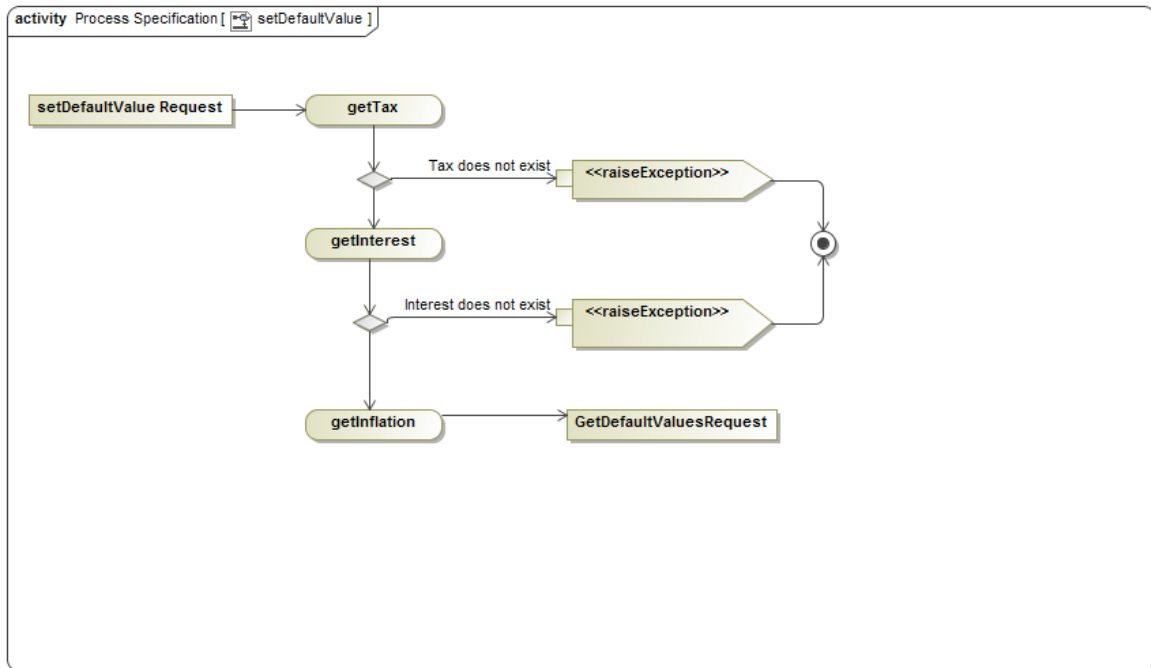 activity Process Specification [ setDefaultValue ]
setDefaultValue Request
getTax
Tax does not exist
<<raiseException>>
getInterest
Interest does not exist
<<raiseException>>
getInflation
GetDefaultValuesRequest